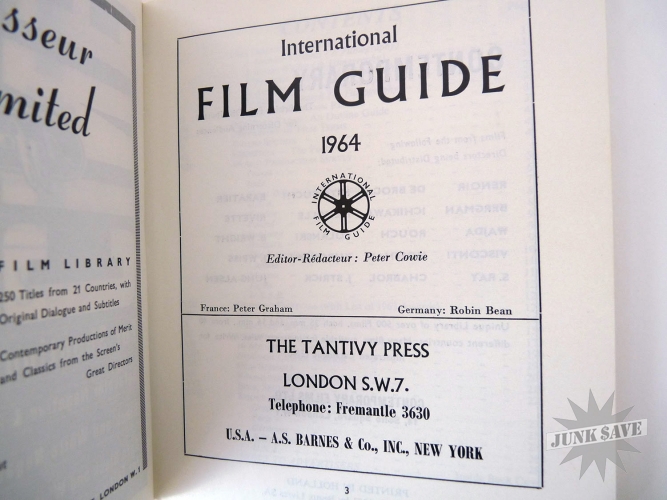 sseur
mited
FILM LIBRARY
250 Titles from 21 Countries, with
Original Dialogue and Subtitles
Contemporary Productions of Merit
and Classics from the Screen's
Great Directors
LONDON W.1
International
FILM GUIDE
1964
INTERNATIONAL
FILM GUIDE
Editor-Rédacteur: Peter Cowie
France: Peter Graham
Germany: Robin Bean
THE TANTIVY PRESS
LONDON S.W.7.
Telephone: Fremantle 3630
U.S.A. – A.S. BARNES & Co., INC., NEW YORK
3
JUNK SAVE